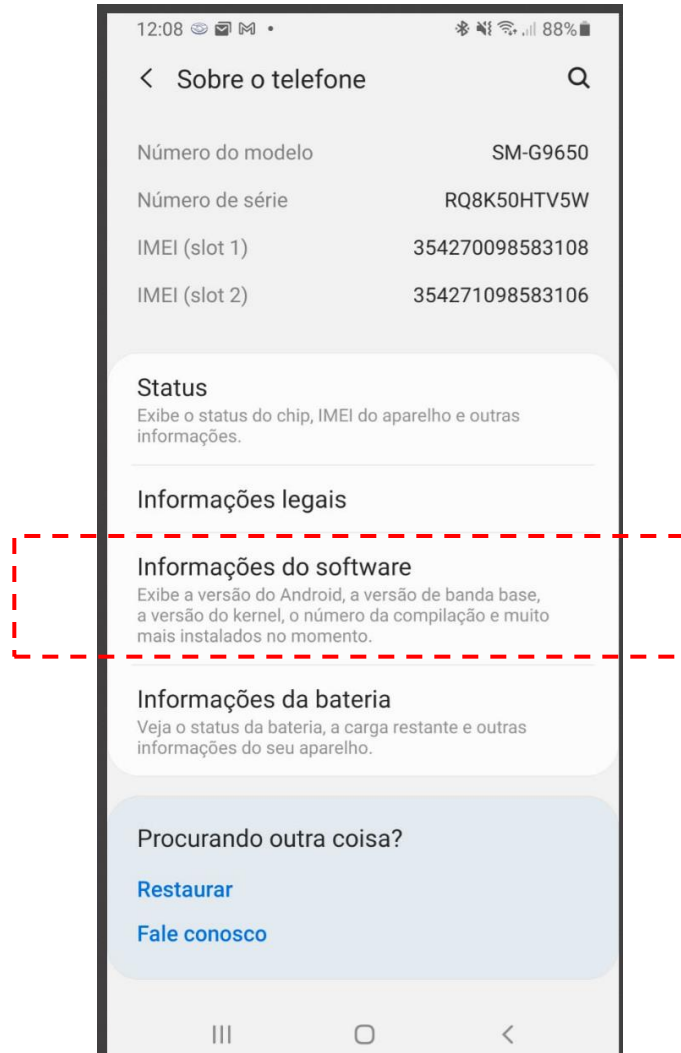 12:08 88%
Sobre o telefone
Número do modelo SM-G9650
Número de série RQ8K50HTV5W
IMEI (slot 1) 354270098583108
IMEI (slot 2) 354271098583106
Status
Exibe o status do chip, IMEI do aparelho e outras
informações.
Informações legais
Informações do software
Exibe a versão do Android, a versão de banda base,
a versão do kernel, o número da compilação e muito
mais instalados no momento.
Informações da bateria
Veja o status da bateria, a carga restante e outras
informações do seu aparelho.
Procurando outra coisa?
Restaurar
Fale conosco